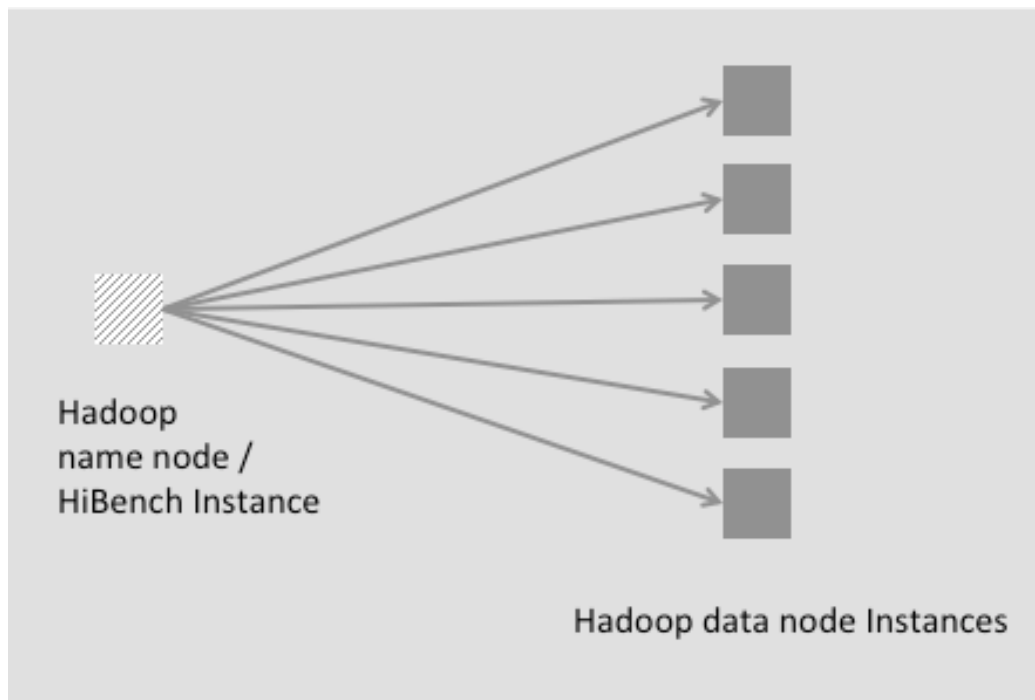 Hadoop
name node /
HiBench Instance
Hadoop data node Instances